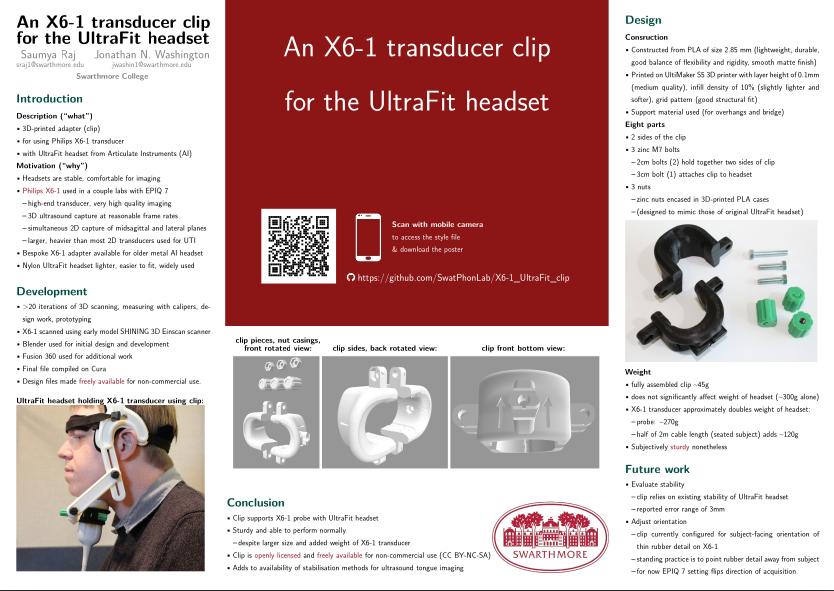 An X6-1 transducer clip
for the UltraFit headset
Saumya Raj Jonathan N. Washington
sraj1@swarthmore.edu jwashin1@swarthmore.edu
Swarthmore College
Introduction
Description ("what")
• 3D-printed adapter (clip)
• for using Philips X6-1 transducer
• with UltraFit headset from Articulate Instruments (AI)
Motivation ("why")
• Headsets are stable, comfortable for imaging
• Philips X6-1 used in a couple labs with EPIQ 7
– high-end transducer, very high quality imaging
– 3D ultrasound capture at reasonable frame rates
– simultaneous 2D capture of midsagittal and lateral planes
– larger, heavier than most 2D transducers used for UTI
• Bespoke X6-1 adapter available for older metal AI headset
• Nylon UltraFit headset lighter, easier to fit, widely used
Development
• >20 iterations of 3D scanning, measuring with calipers, de-
sign work, prototyping
• X6-1 scanned using early model SHINING 3D Einscan scanner
• Blender used for initial design and development
• Fusion 360 used for additional work
• Final file compiled on Cura
• Design files made freely available for non-commercial use.
UltraFit headset holding X6-1 transducer using clip:
An X6-1 transducer clip
for the UltraFit headset
Scan with mobile camera
to access the style file
& download the poster
https://github.com/SwatPhonLab/X6-1_UltraFit_clip
clip pieces, nut casings,
front rotated view:
clip sides, back rotated view:
clip front bottom view:
Conclusion
• Clip supports X6-1 probe with UltraFit headset
• Sturdy and able to perform normally
– despite larger size and added weight of X6-1 transducer
• Clip is openly licensed and freely available for non-commercial use (CC BY-NC-SA)
• Adds to availability of stabilisation methods for ultrasound tongue imaging
SWARTHMORE
Design
Consruction
• Constructed from PLA of size 2.85 mm (lightweight, durable,
good balance of flexibility and rigidity, smooth matte finish)
• Printed on UltiMaker S5 3D printer with layer height of 0.1mm
(medium quality), infill density of 10% (slightly lighter and
softer), grid pattern (good structural fit)
• Support material used (for overhangs and bridge)
Eight parts
• 2 sides of the clip
• 3 zinc M7 bolts
– 2cm bolts (2) hold together two sides of clip
– 3cm bolt (1) attaches clip to headset
• 3 nuts
– zinc nuts encased in 3D-printed PLA cases
– (designed to mimic those of original UltraFit headset)
Weight
• fully assembled clip ~45g
• does not significantly affect weight of headset (~300g alone)
• X6-1 transducer approximately doubles weight of headset:
– probe: ~270g
– half of 2m cable length (seated subject) adds ~120g
• Subjectively sturdy nonetheless
Future work
• Evaluate stability
– clip relies on existing stability of UltraFit headset
– reported error range of 3mm
• Adjust orientation
– clip currently configured for subject-facing orientation of
thin rubber detail on X6-1
– standing practice is to point rubber detail away from subject
– for now EPIQ 7 setting flips direction of acquisition